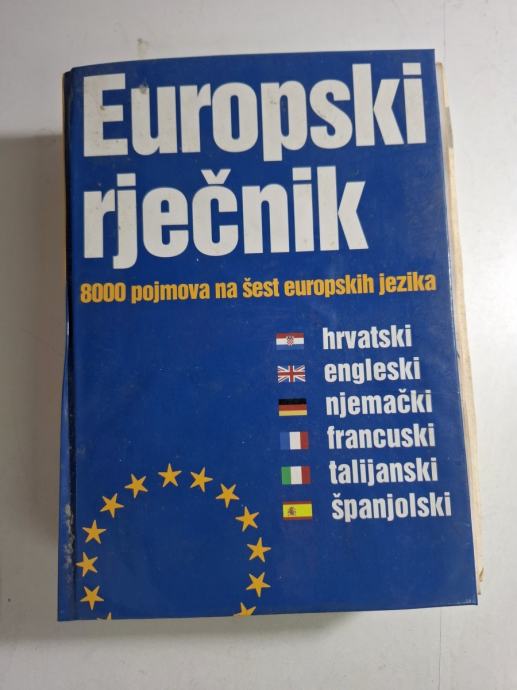 Europski
rječnik
8000 pojmova na šest europskih jezika
hrvatski
engleski
njemački
francuski
talijanski
španjolski